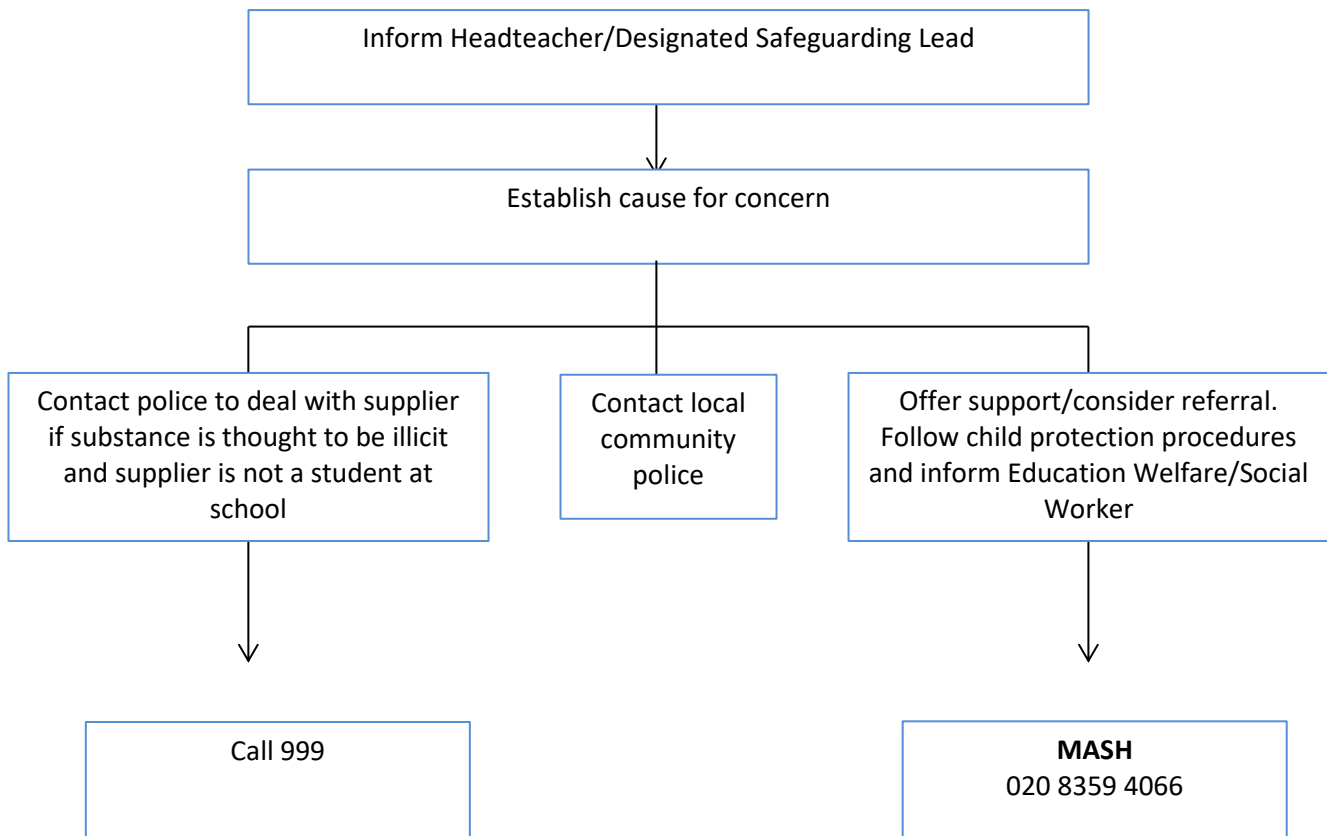 Inform Headteacher/Designated Safeguarding Lead
Establish cause for concern
Contact police to deal with supplier
if substance is thought to be illicit
and supplier is not a student at
school
Contact local
community
police
Offer support/consider referral.
Follow child protection procedures
and inform Education Welfare/Social
Worker
Call 999
MASH
020 8359 4066